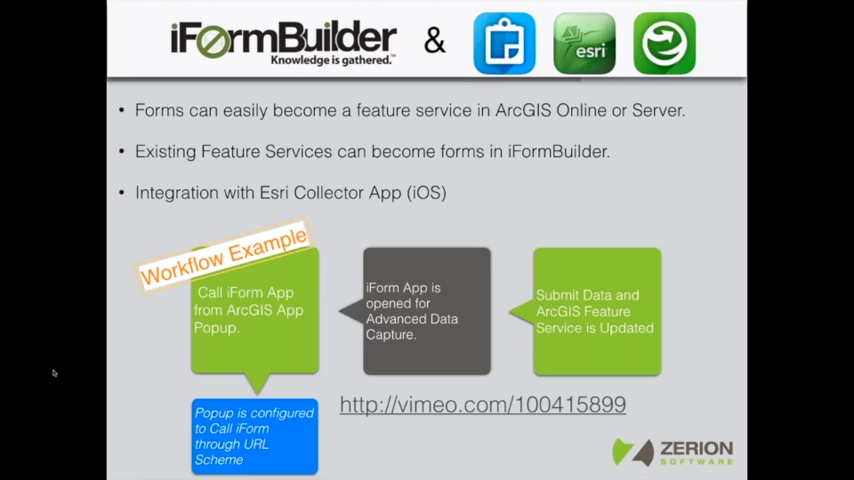 iFormBuilder
Knowledge is gathered.™
&
esri
• Forms can easily become a feature service in ArcGIS Online or Server.
• Existing Feature Services can become forms in iFormBuilder.
• Integration with Esri Collector App (iOS)
Workflow Example
Call iForm App
from ArcGIS App
Popup.
iForm App is
opened for
Advanced Data
Capture.
Submit Data and
ArcGIS Feature
Service is Updated
Popup is configured
to Call iForm
through URL
Scheme
http://vimeo.com/100415899
ZERION
SOFTWARE